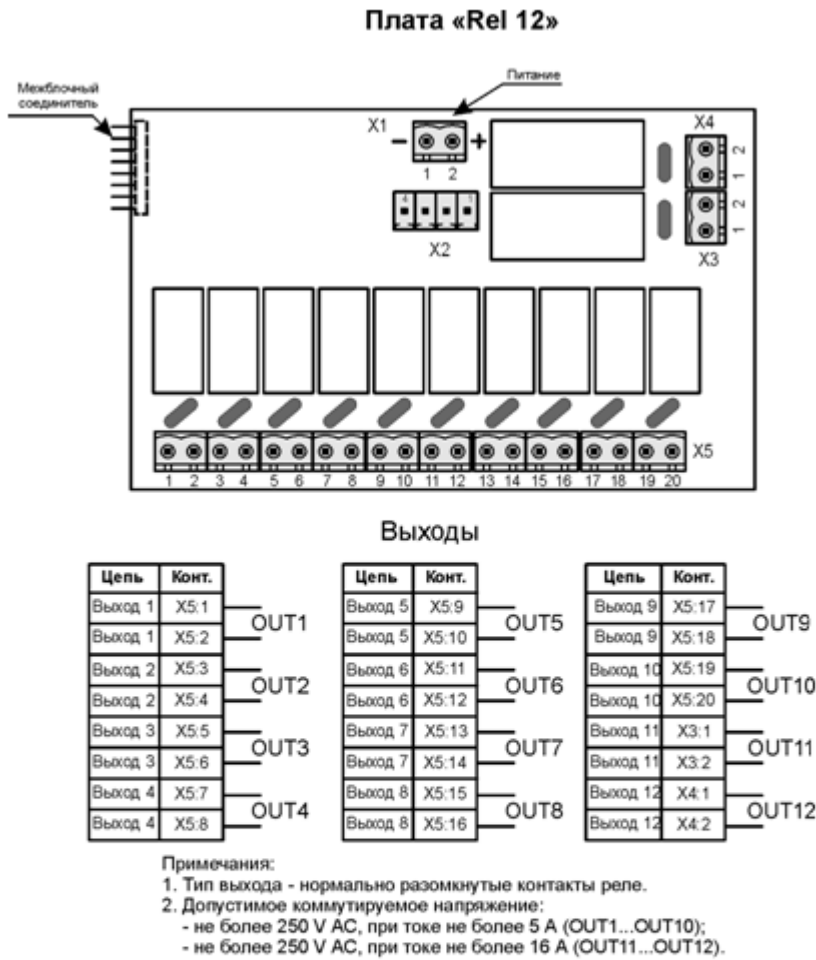 Плата «Rel 12»
Межблочный
соединитель
Питание
X1
–
+
1 2
4 1
X2
X4
2
1
2
1
X3
X5
1 2 3 4 5 6 7 8 9 10 11 12 13 14 15 16 17 18 19 20
Выходы
Цепь Конт.
Выход 1 X5:1
Выход 1 X5:2
OUT1
Выход 2 X5:3
Выход 2 X5:4
OUT2
Выход 3 X5:5
Выход 3 X5:6
OUT3
Выход 4 X5:7
Выход 4 X5:8
OUT4
Цепь Конт.
Выход 5 X5:9
Выход 5 X5:10
OUT5
Выход 6 X5:11
Выход 6 X5:12
OUT6
Выход 7 X5:13
Выход 7 X5:14
OUT7
Выход 8 X5:15
Выход 8 X5:16
OUT8
Цепь Конт.
Выход 9 X5:17
Выход 9 X5:18
OUT9
Выход 10 X5:19
Выход 10 X5:20
OUT10
Выход 11 X3:1
Выход 11 X3:2
OUT11
Выход 12 X4:1
Выход 12 X4:2
OUT12
Примечания:
1. Тип выхода - нормально разомкнутые контакты реле.
2. Допустимое коммутируемое напряжение:
- не более 250 V AC, при токе не более 5 А (OUT1...OUT10);
- не более 250 V AC, при токе не более 16 А (OUT11...OUT12).